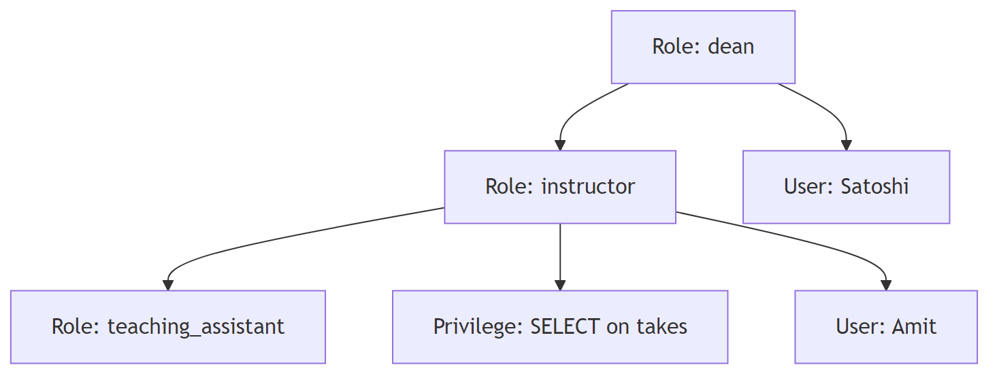 Role: dean
Role: instructor
User: Satoshi
Role: teaching_assistant
Privilege: SELECT on takes
User: Amit